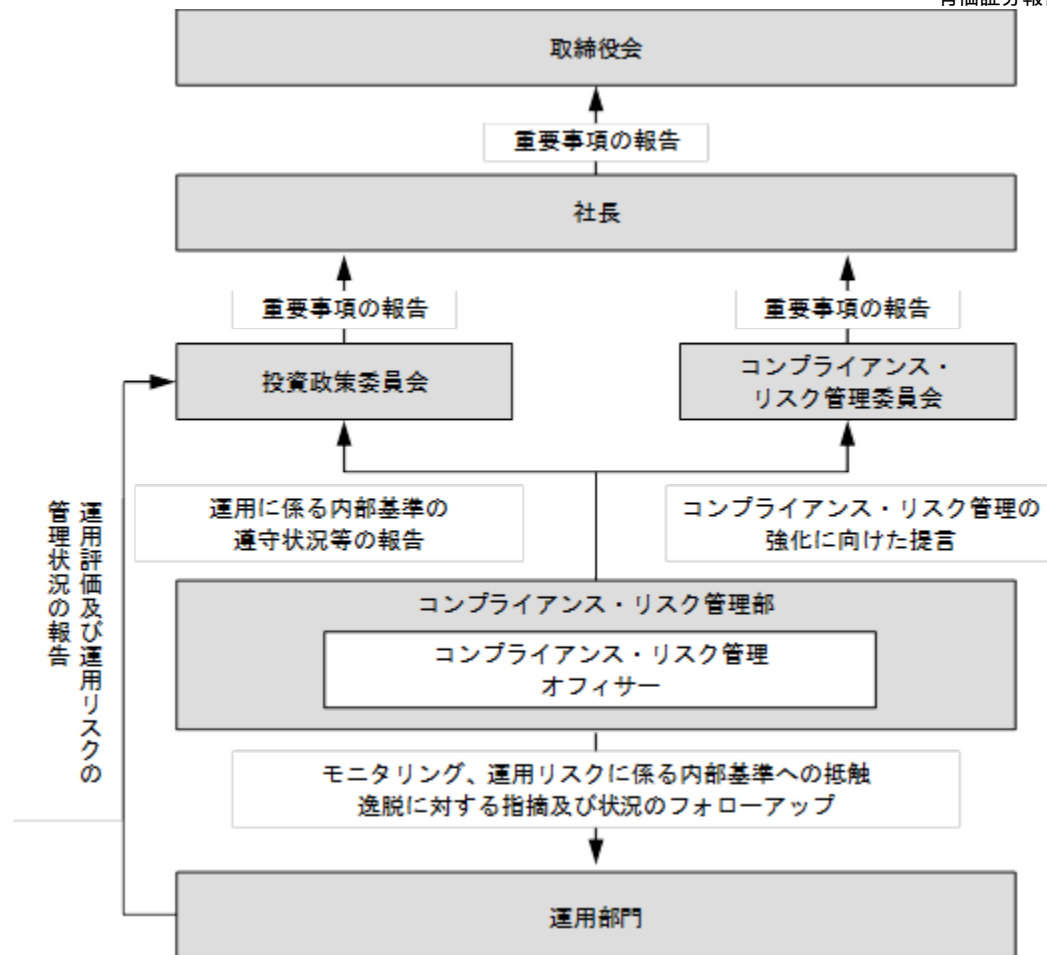 取締役会
重要事項の報告
社長
重要事項の報告
重要事項の報告
投資政策委員会
コンプライアンス・
リスク管理委員会
運用に係る内部基準の
遵守状況等の報告
コンプライアンス・リスク管理の
強化に向けた提言
運用評価及び運用リスクの
管理状況の報告
コンプライアンス・リスク管理部
コンプライアンス・リスク管理
オフィサー
モニタリング、運用リスクに係る内部基準への抵触
逸脱に対する指摘及び状況のフォローアップ
運用部門